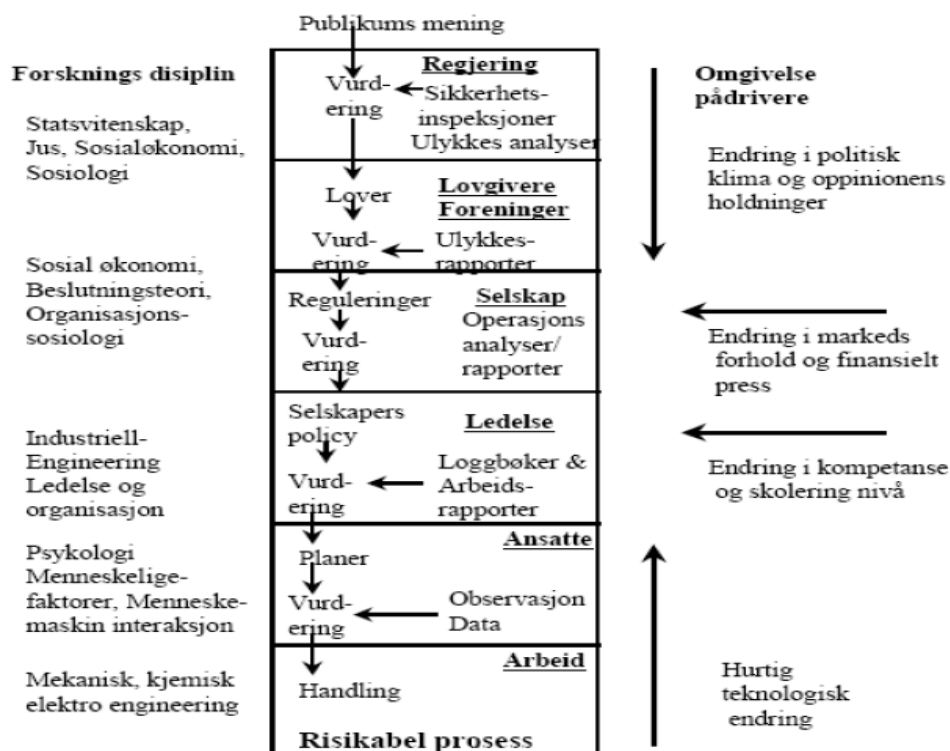 Publikums mening
Forsknings disiplin
Statsvitenskap,
Jus, Sosialøkonomi,
Sosiologi
Sosial økonomi,
Beslutningsteori,
Organisasjons-
sosiologi
Industriell-
Engineering
Ledelse og
organisasjon
Psykologi
Menneskelige-
faktorer, Menneske-
maskin interaksjon
Mekanisk, kjemisk
elektro engineering
Regjering
Vurd-
ering
Sikkerhets-
inspeksjoner
Ulykkes analyser
Lover
Lovgivere
Foreninger
Vurd-
ering
Ulykkes-
rapporter
Reguleringer
Selskap
Operasjons
analyser/
rapporter
Vurd-
ering
Selskapers
policy
Ledelse
Vurd-
ering
Loggbøker &
Arbeids-
rapporter
Ansatte
Planer
Vurd-
ering
Observasjon
Data
Arbeid
Handling
Risikabel prosess
Omgivelse
pådrivere
Endring i politisk
klima og oppinionens
holdninger
Endring i markeds
forhold og finansielt
press
Endring i kompetanse
og skolering nivå
Hurtig
teknologisk
endring